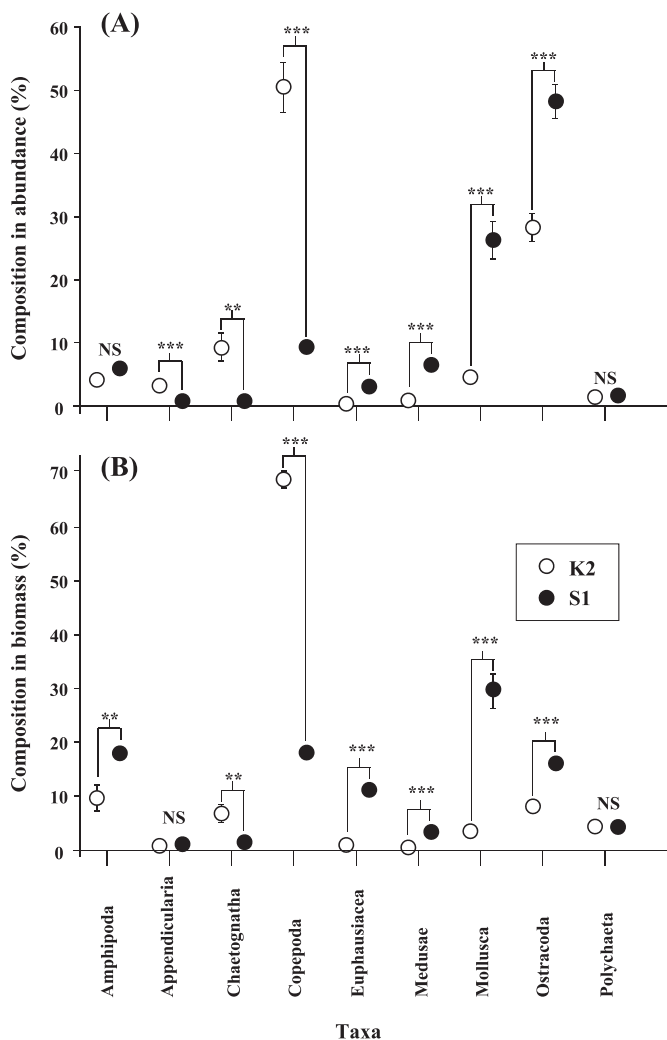 (A)
Composition in abundance (%)
60
50
40
30
20
10
0
NS
***
**
***
***
***
***
***
NS
(B)
Composition in biomass (%)
70
60
50
40
30
20
10
0
**
NS
**
***
***
***
***
***
NS
K2
S1
Amphipoda
Appendicularia
Chaetognatha
Copepoda
Euphausiacea
Medusae
Mollusca
Ostracoda
Polychaeta
Taxa